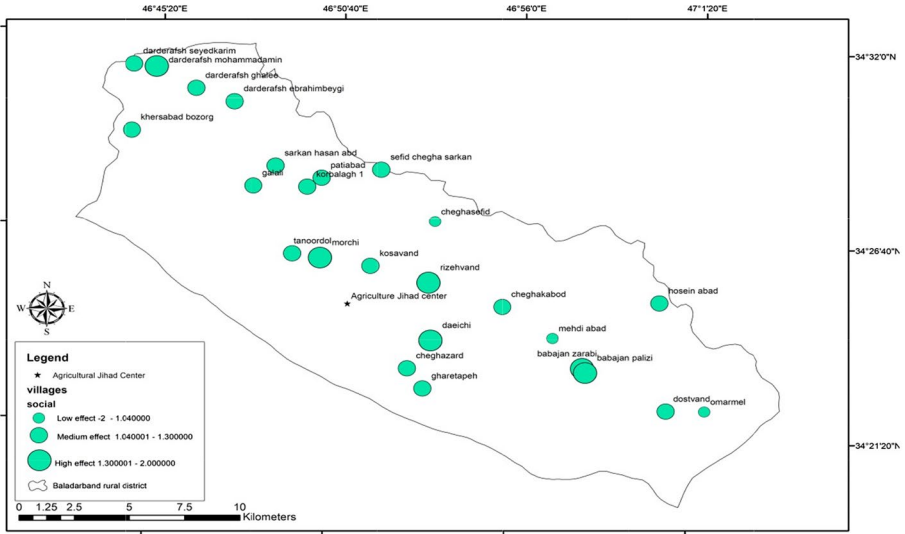 46°45'20"E
46°50'40"E
46°56'0"E
47°1'20"E
darderafsh seyedkarim
darderafsh mohammadamin
34°32'0"N
darderafsh ghalee
darderafsh ebrahimbeygi
khersabad bozorg
sarkan hasan abd
sefid chegha sarkan
patiabad
galali
korbalagh 1
cheghasefid
tanoordol
morchi
34°26'40"N
kosavand
rizehvand
hosein abad
N
Agriculture Jihad center
cheghakabod
W
E
S
daeichi
mehdi abad
cheghazard
babajan zarabi
babajan palizi
Legend
gharetapeh
Agricultural Jihad Center
villages
dostvand
omarmel
social
Low effect -2 - 1.040000
Medium effect 1.040001 - 1.300000
34°21'20"N
High effect 1.300001 - 2.000000
Baladarband rural district
0 1.25 2.5 5 7.5 10
Kilometers